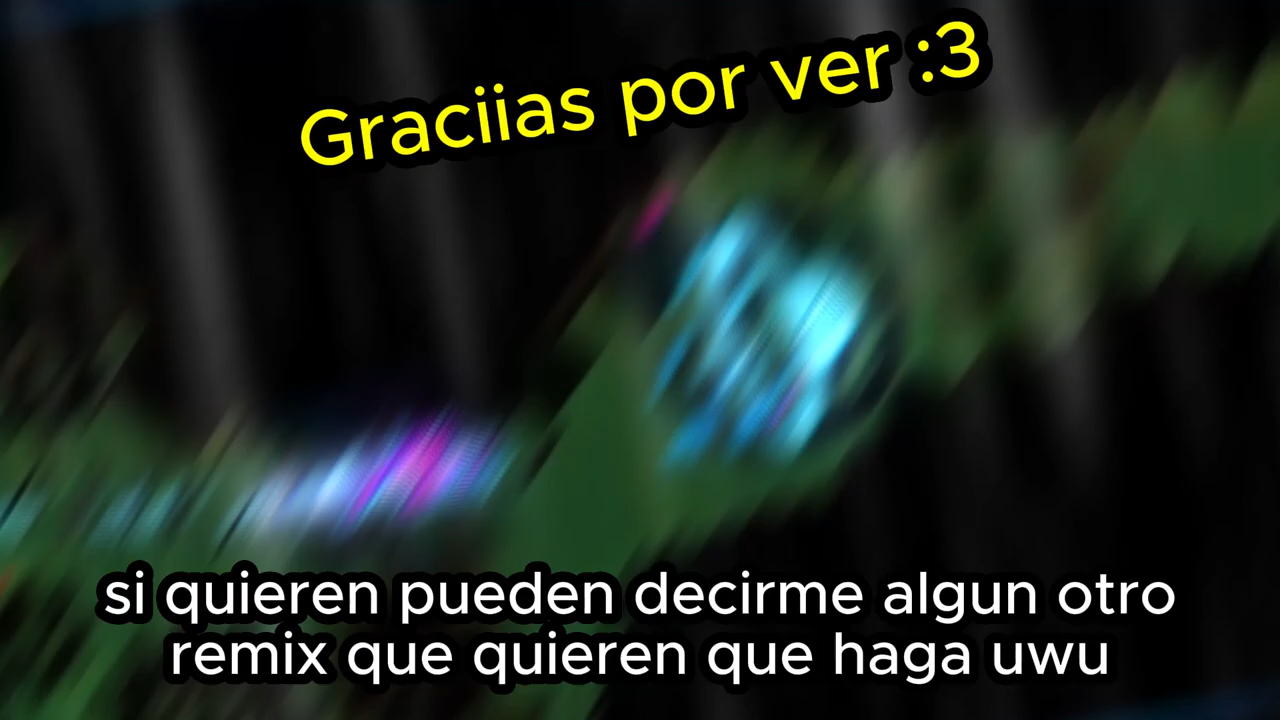 Graciias por ver :3
si quieren pueden decirme algun otro
remix que quieren que haga uwu